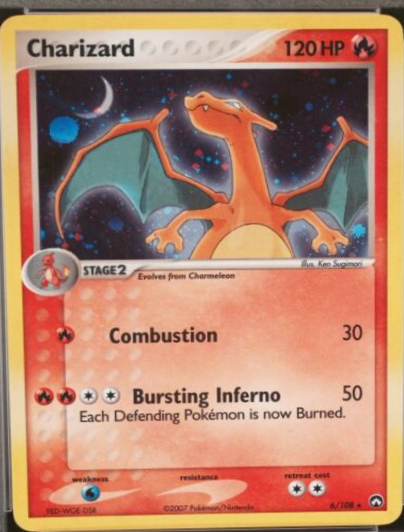 Charizard 120 HP
Illus. Ken Sugimori
STAGE 2 Evolves from Charmeleon
Combustion 30
Bursting Inferno 50
Each Defending Pokémon is now Burned.
weakness resistance retreat cost
©2007 Pokémon/Nintendo 6/108 ★